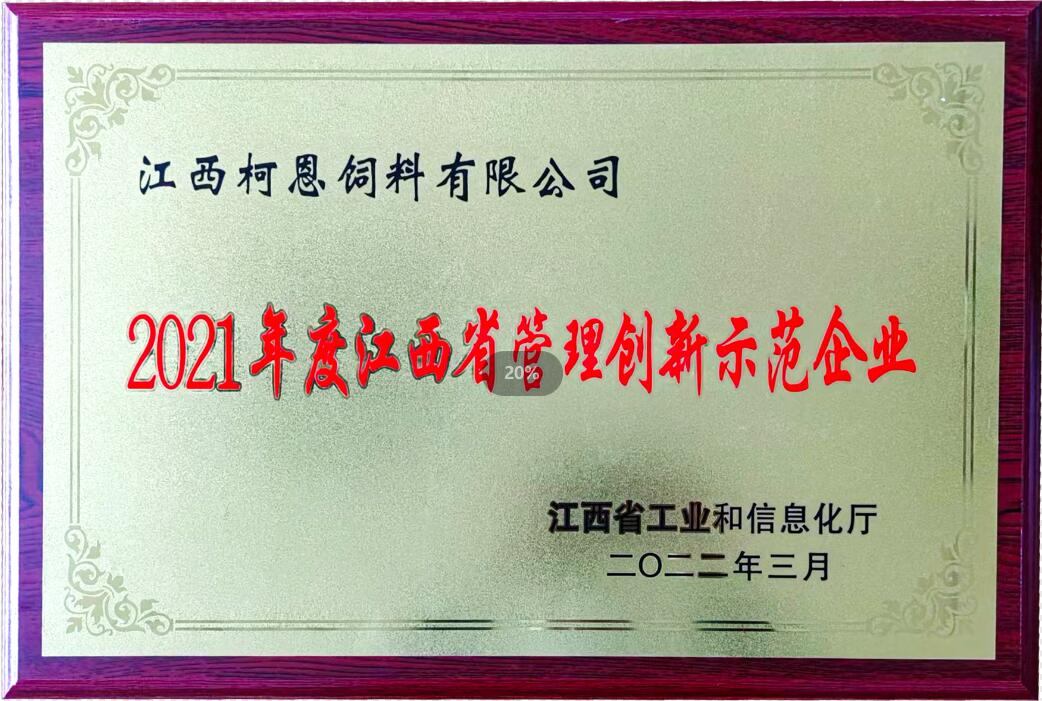 江西柯恩饲料有限公司
2021年度江西省管理创新示范企业
20%
江西省工业和信息化厅
二〇二二年三月